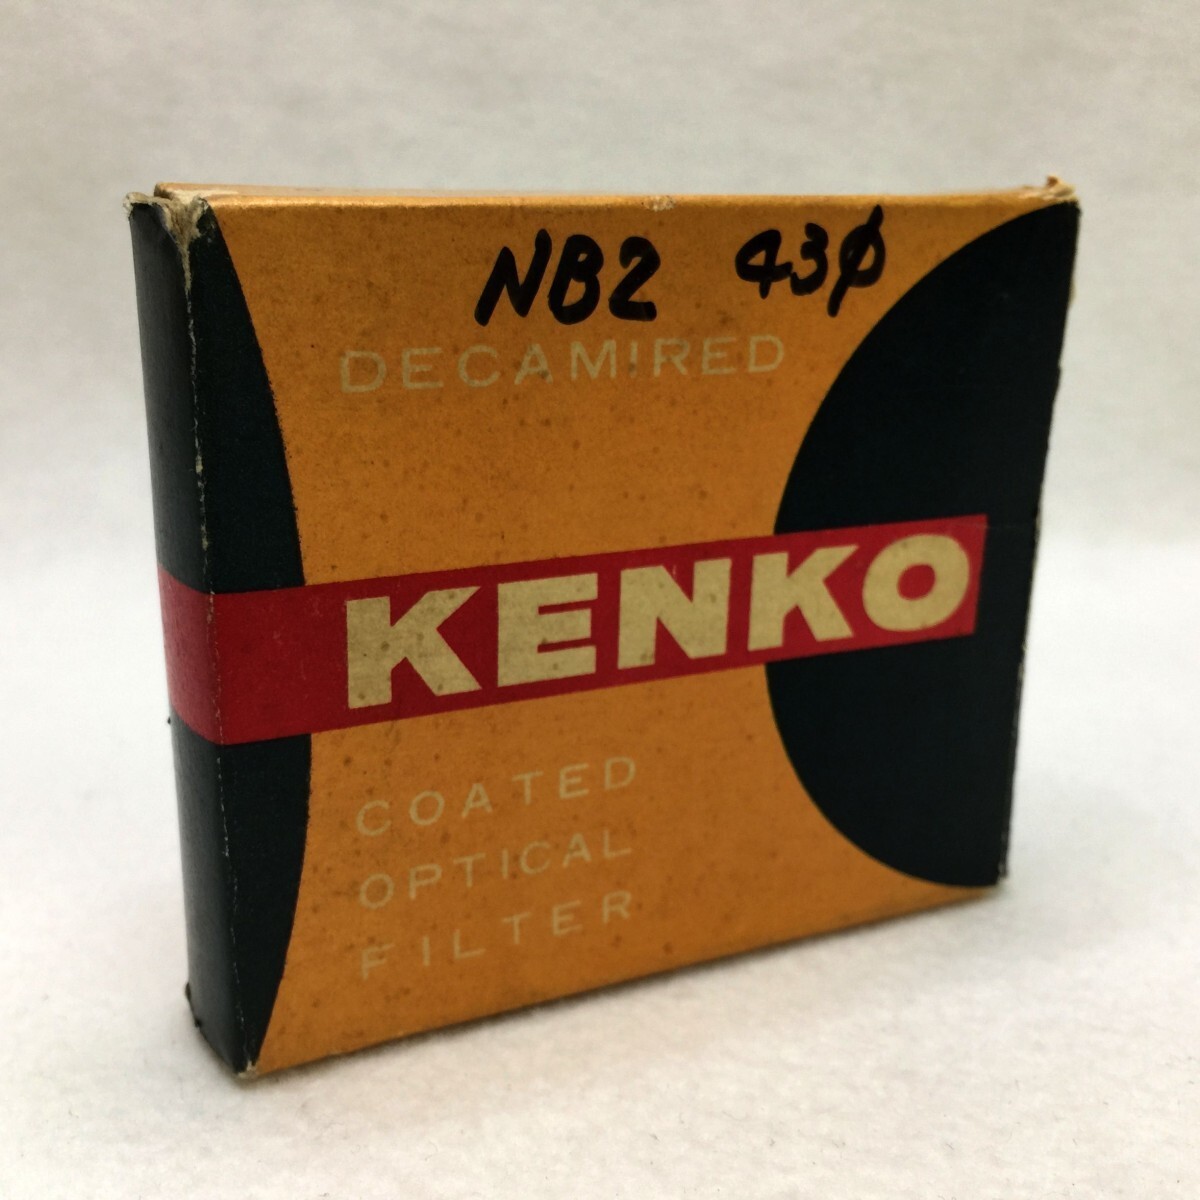 NB2 43φ
DECAMIRED
KENKO
COATED
OPTICAL
FILTER